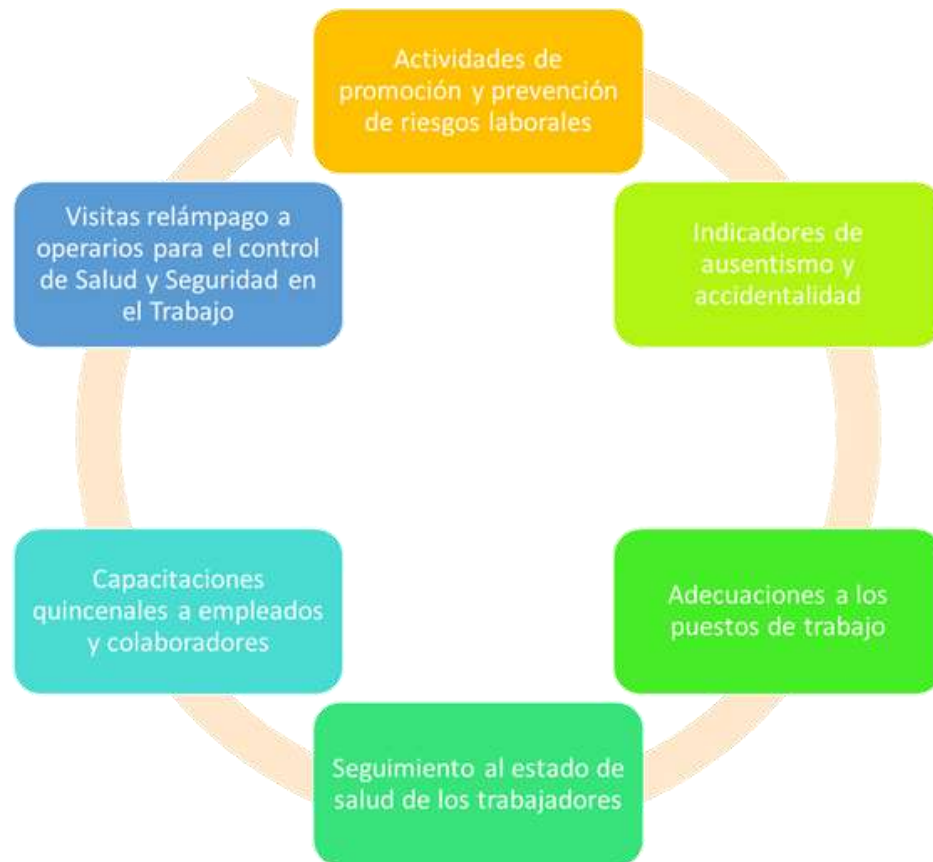 Actividades de
promoción y prevención
de riesgos laborales
Indicadores de
ausentismo y
accidentalidad
Adecuaciones a los
puestos de trabajo
Seguimiento al estado de
salud de los trabajadores
Capacitaciones
quincenales a empleados
y colaboradores
Visitas relámpago a
operarios para el control
de Salud y Seguridad en
el Trabajo